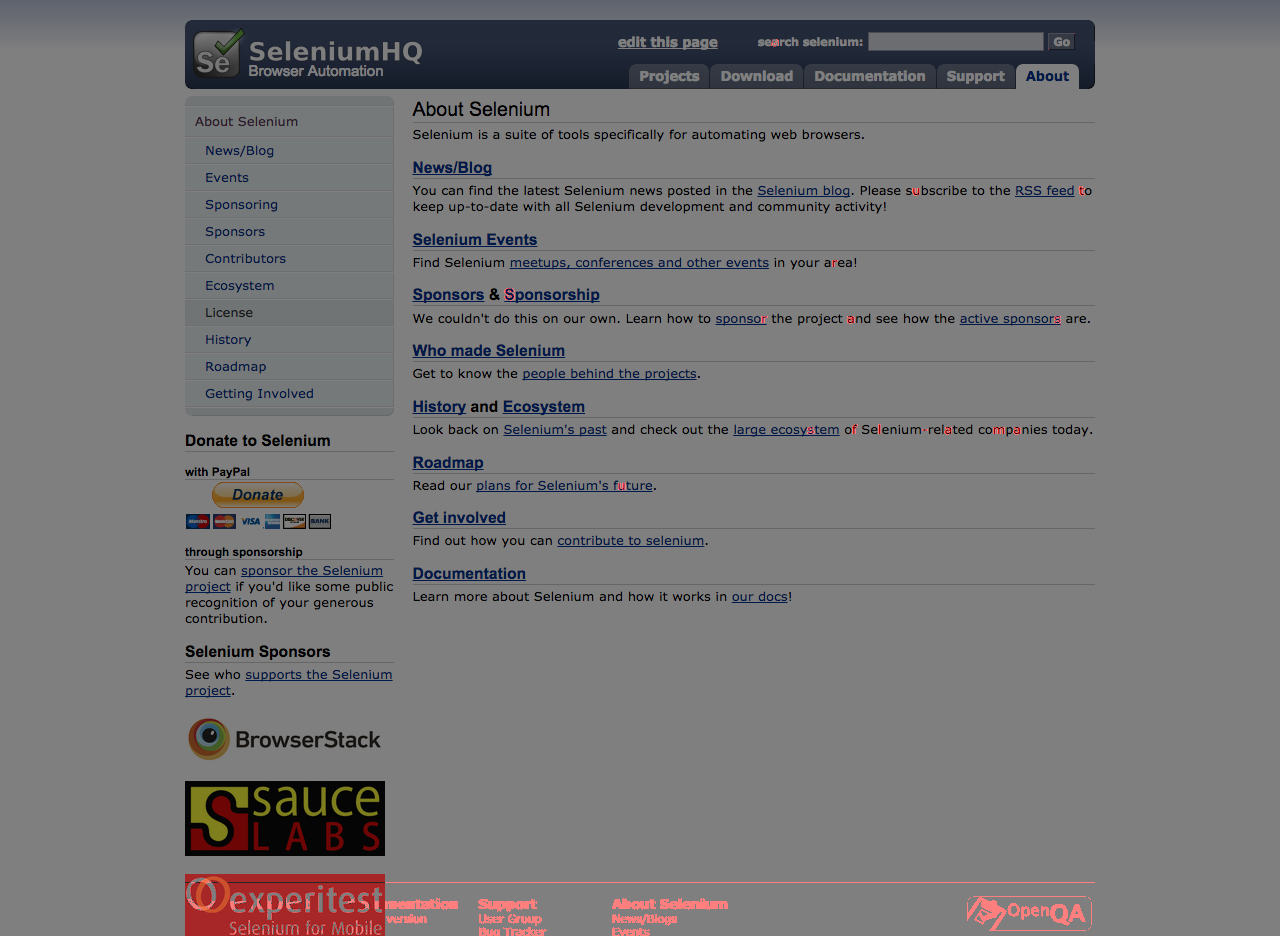 SeleniumHQ
Browser Automation
Se
edit this page
search selenium:
Go
Projects
Download
Documentation
Support
About
About Selenium
News/Blog
Events
Sponsoring
Sponsors
Contributors
Ecosystem
License
History
Roadmap
Getting Involved
Donate to Selenium
with PayPal
Donate
Maestro
MasterCard
VISA
DISCOVER
BANK
through sponsorship
You can sponsor the Selenium
project if you'd like some public
recognition of your generous
contribution.
Selenium Sponsors
See who supports the Selenium
project.
BrowserStack
sauce
LABS
experitest
Selenium for Mobile
About Selenium
Selenium is a suite of tools specifically for automating web browsers.
News/Blog
You can find the latest Selenium news posted in the Selenium blog. Please subscribe to the RSS feed to
keep up-to-date with all Selenium development and community activity!
Selenium Events
Find Selenium meetups, conferences and other events in your area!
Sponsors & Sponsorship
We couldn't do this on our own. Learn how to sponsor the project and see how the active sponsors are.
Who made Selenium
Get to know the people behind the projects.
History and Ecosystem
Look back on Selenium's past and check out the large ecosystem of Selenium-related companies today.
Roadmap
Read our plans for Selenium's future.
Get involved
Find out how you can contribute to selenium.
Documentation
Learn more about Selenium and how it works in our docs!
mentation
version
Support
User Group
Bug Tracker
About Selenium
News/Blogs
Events
OpenQA